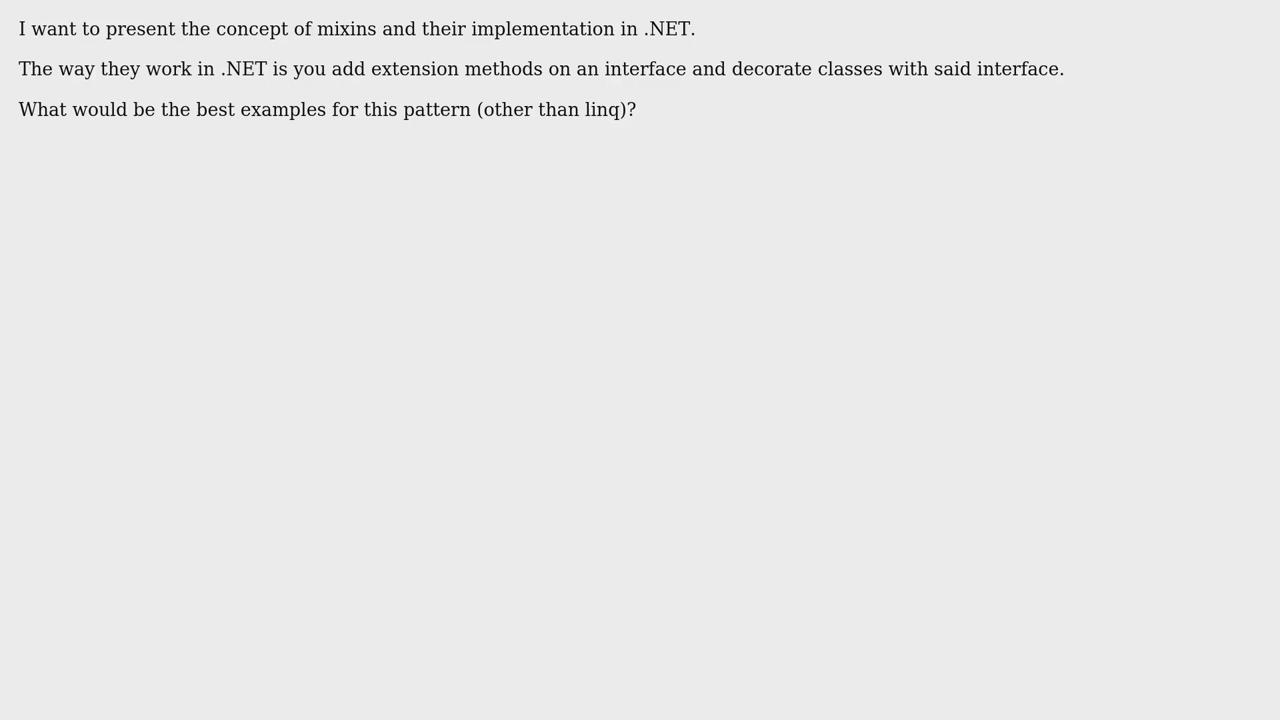 I want to present the concept of mixins and their implementation in .NET.
The way they work in .NET is you add extension methods on an interface and decorate classes with said interface.
What would be the best examples for this pattern (other than linq)?